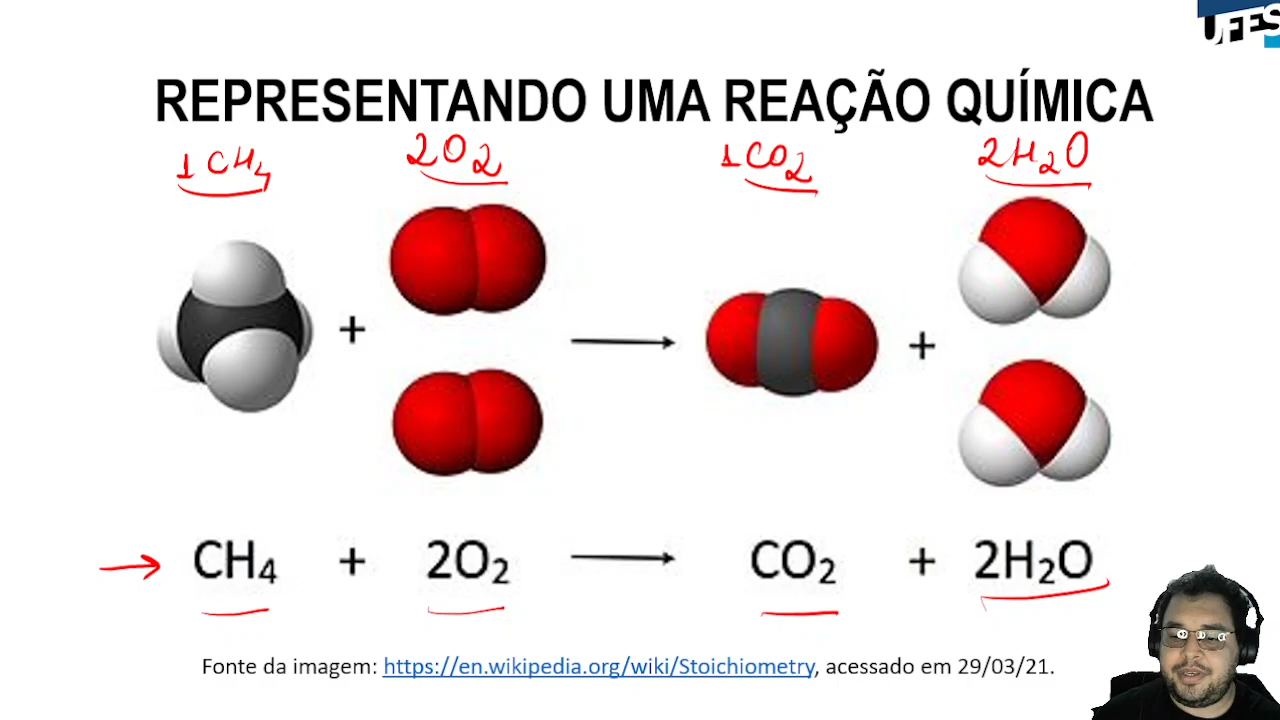 UFES
REPRESENTANDO UMA REAÇÃO QUÍMICA
1CH₄ 2O₂ 1CO₂ 2H₂O
+ +
CH₄ + 2O₂ → CO₂ + 2H₂O
Fonte da imagem: https://en.wikipedia.org/wiki/Stoichiometry, acessado em 29/03/21.